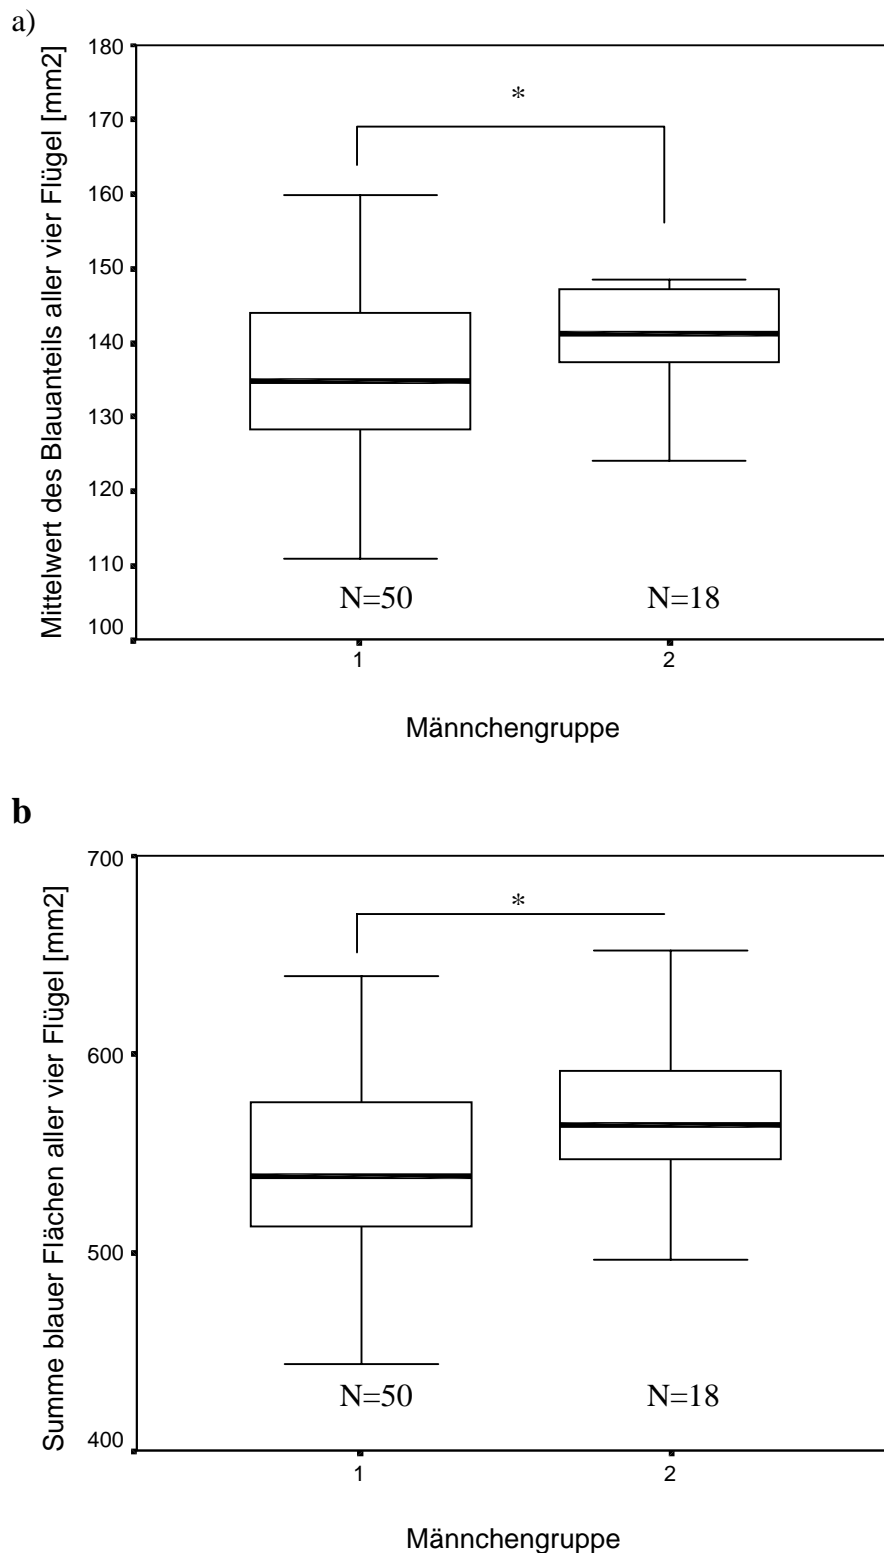 a)
Mittelwert des Blauanteils aller vier Flügel [mm2]
180
170
160
150
140
130
120
110
100
*
N=50
N=18
1
2
Männchengruppe
b
Summe blauer Flächen aller vier Flügel [mm2]
700
600
500
400
*
N=50
N=18
1
2
Männchengruppe